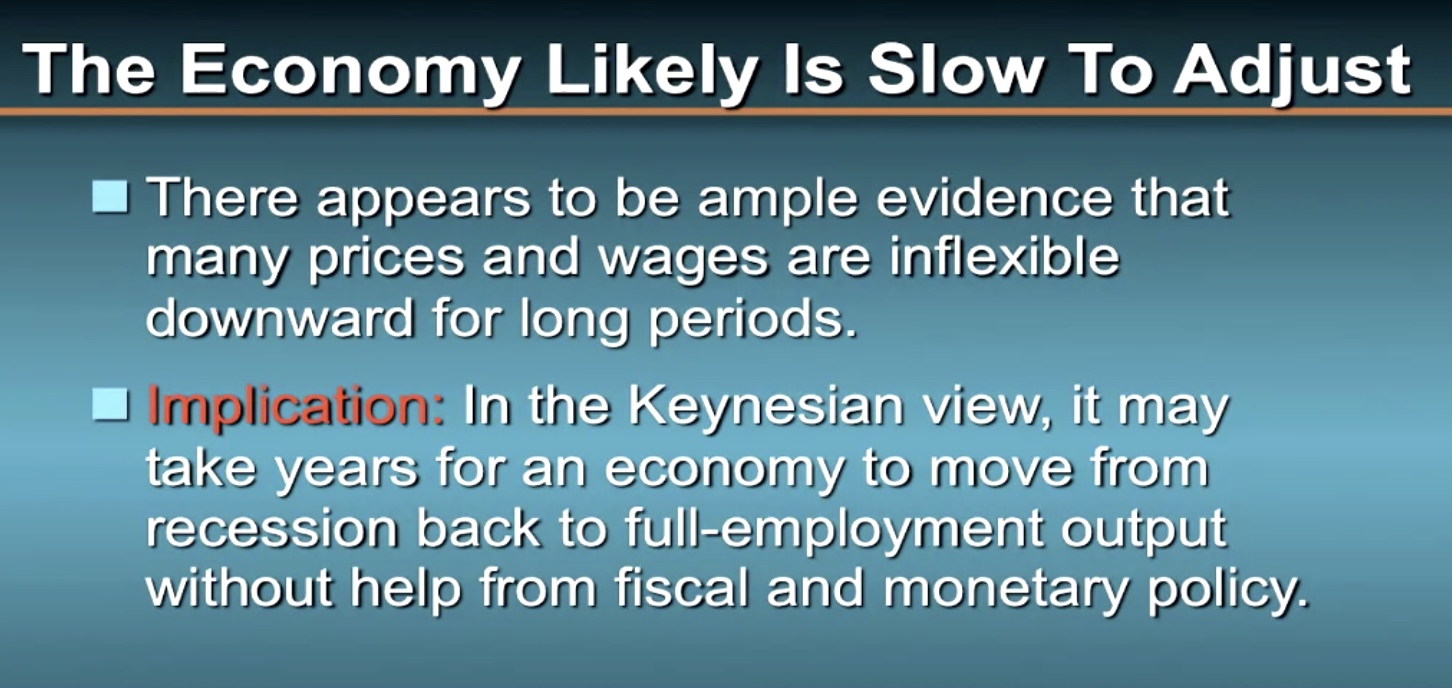 The Economy Likely Is Slow To Adjust
There appears to be ample evidence that
many prices and wages are inflexible
downward for long periods.
Implication: In the Keynesian view, it may
take years for an economy to move from
recession back to full-employment output
without help from fiscal and monetary policy.